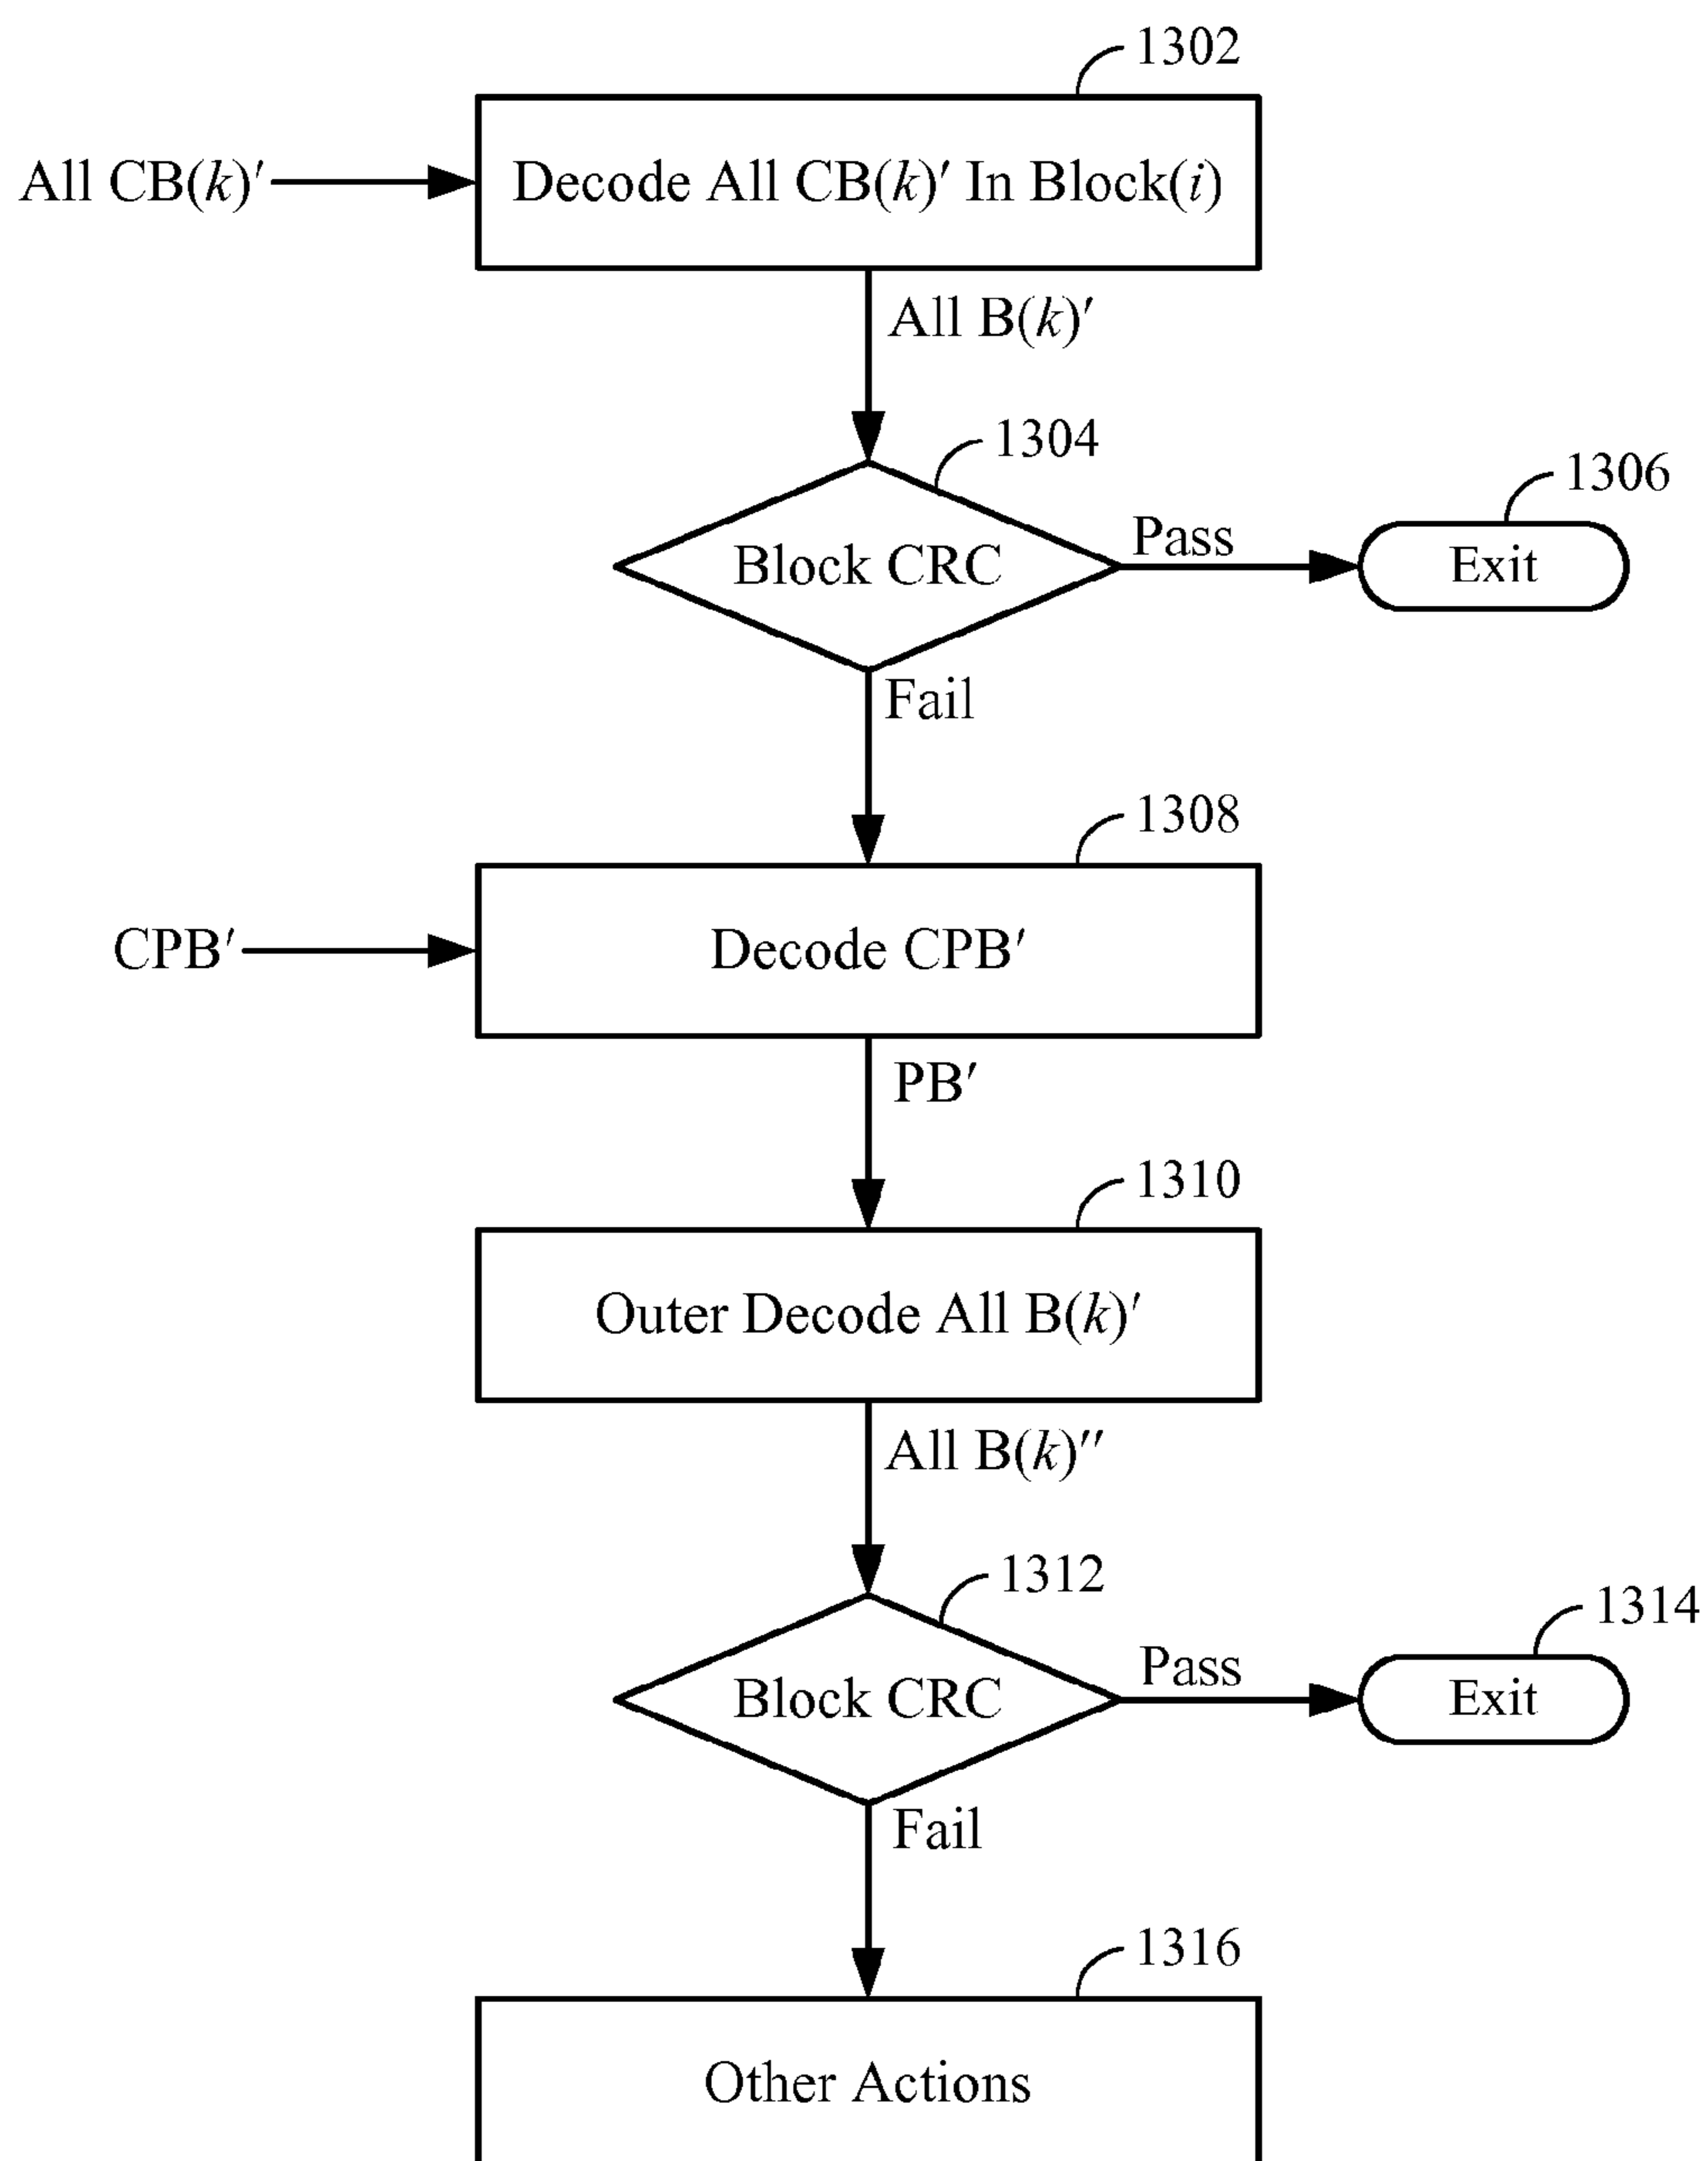 1302
All CB(k)′
Decode All CB(k)′ In Block(i)
All B(k)′
1304
1306
Block CRC
Pass
Exit
Fail
1308
CPB′
Decode CPB′
PB′
1310
Outer Decode All B(k)′
All B(k)″
1312
1314
Block CRC
Pass
Exit
Fail
1316
Other Actions